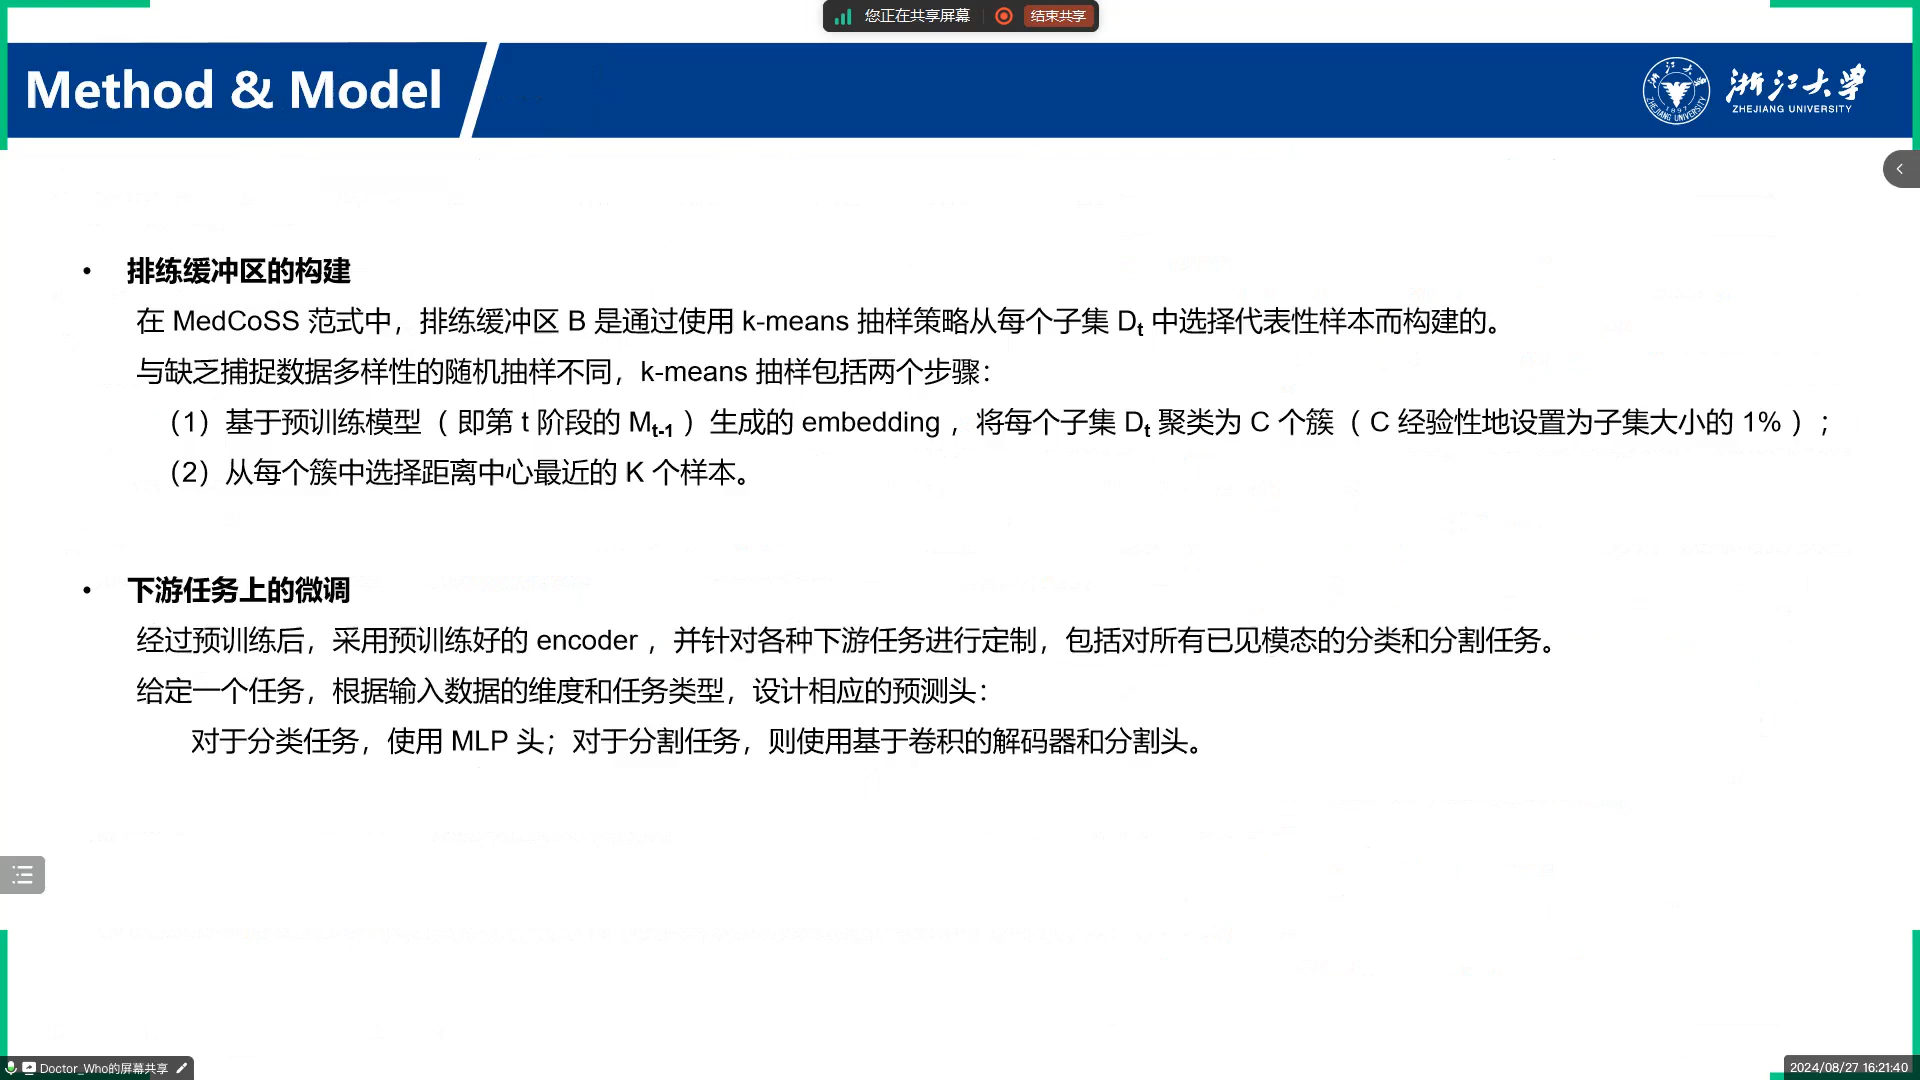 您正在共享屏幕 结束共享
Method & Model
浙江大学
ZHEJIANG UNIVERSITY
• 排练缓冲区的构建
在 MedCoSS 范式中，排练缓冲区 B 是通过使用 k-means 抽样策略从每个子集 Dt 中选择代表性样本而构建的。
与缺乏捕捉数据多样性的随机抽样不同，k-means 抽样包括两个步骤：
（1）基于预训练模型（ 即第 t 阶段的 Mt-1 ）生成的 embedding ，将每个子集 Dt 聚类为 C 个簇（ C 经验性地设置为子集大小的 1% ）；
（2）从每个簇中选择距离中心最近的 K 个样本。
• 下游任务上的微调
经过预训练后，采用预训练好的 encoder ，并针对各种下游任务进行定制，包括对所有已见模态的分类和分割任务。
给定一个任务，根据输入数据的维度和任务类型，设计相应的预测头：
对于分类任务，使用 MLP 头；对于分割任务，则使用基于卷积的解码器和分割头。
Doctor_Who的屏幕共享
2024/08/27 16:21:40